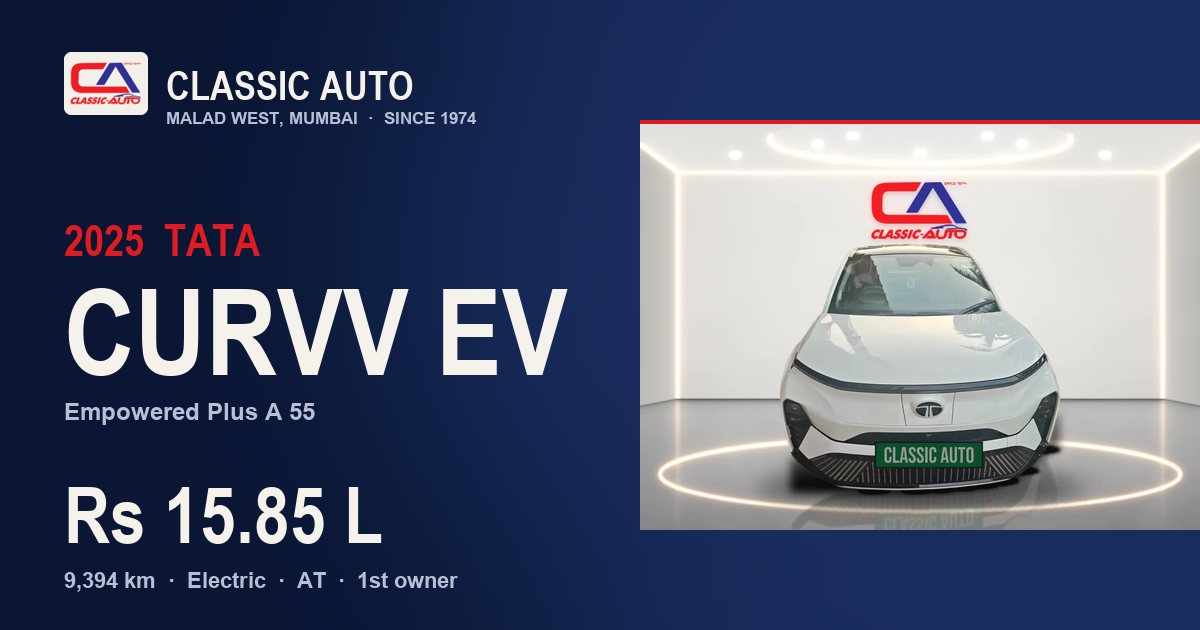 CA
CLASSIC-AUTO
CLASSIC AUTO
MALAD WEST, MUMBAI · SINCE 1974
2025 TATA
CURVV EV
Empowered Plus A 55
Rs 15.85 L
9,394 km · Electric · AT · 1st owner
CA
CLASSIC-AUTO
CLASSIC AUTO